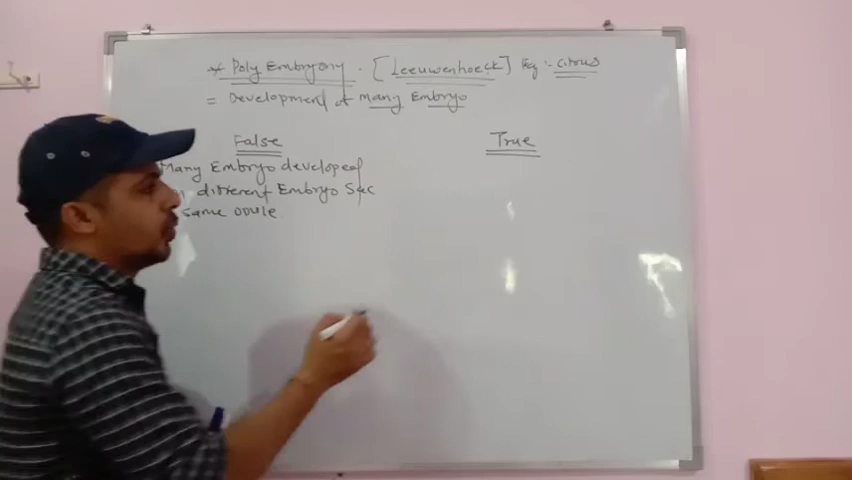 * Poly Embryony. [Leeuwenhoeck] Eg :- Citrus
= Development of Many Embryo
False
True
Many Embryo developed
different Embryo Sac
same ovule